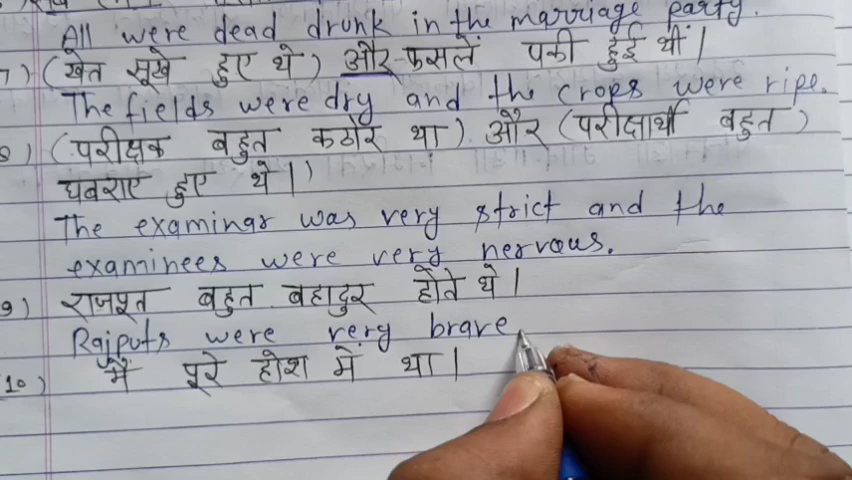 All were dead drunk in the marriage party.
7) (खेत सूखे हुए थे) और फसलें पकी हुई थीं।
The fields were dry and the crops were ripe.
8) (परीक्षक बहुत कठोर था) और (परीक्षार्थी बहुत)
घबराए हुए थे।)
The examinar was very strict and the
examinees were very nervous.
9) राजपूत बहुत बहादुर होते थे।
Rajputs were very brave
(10) मैं पूरे होश में था।